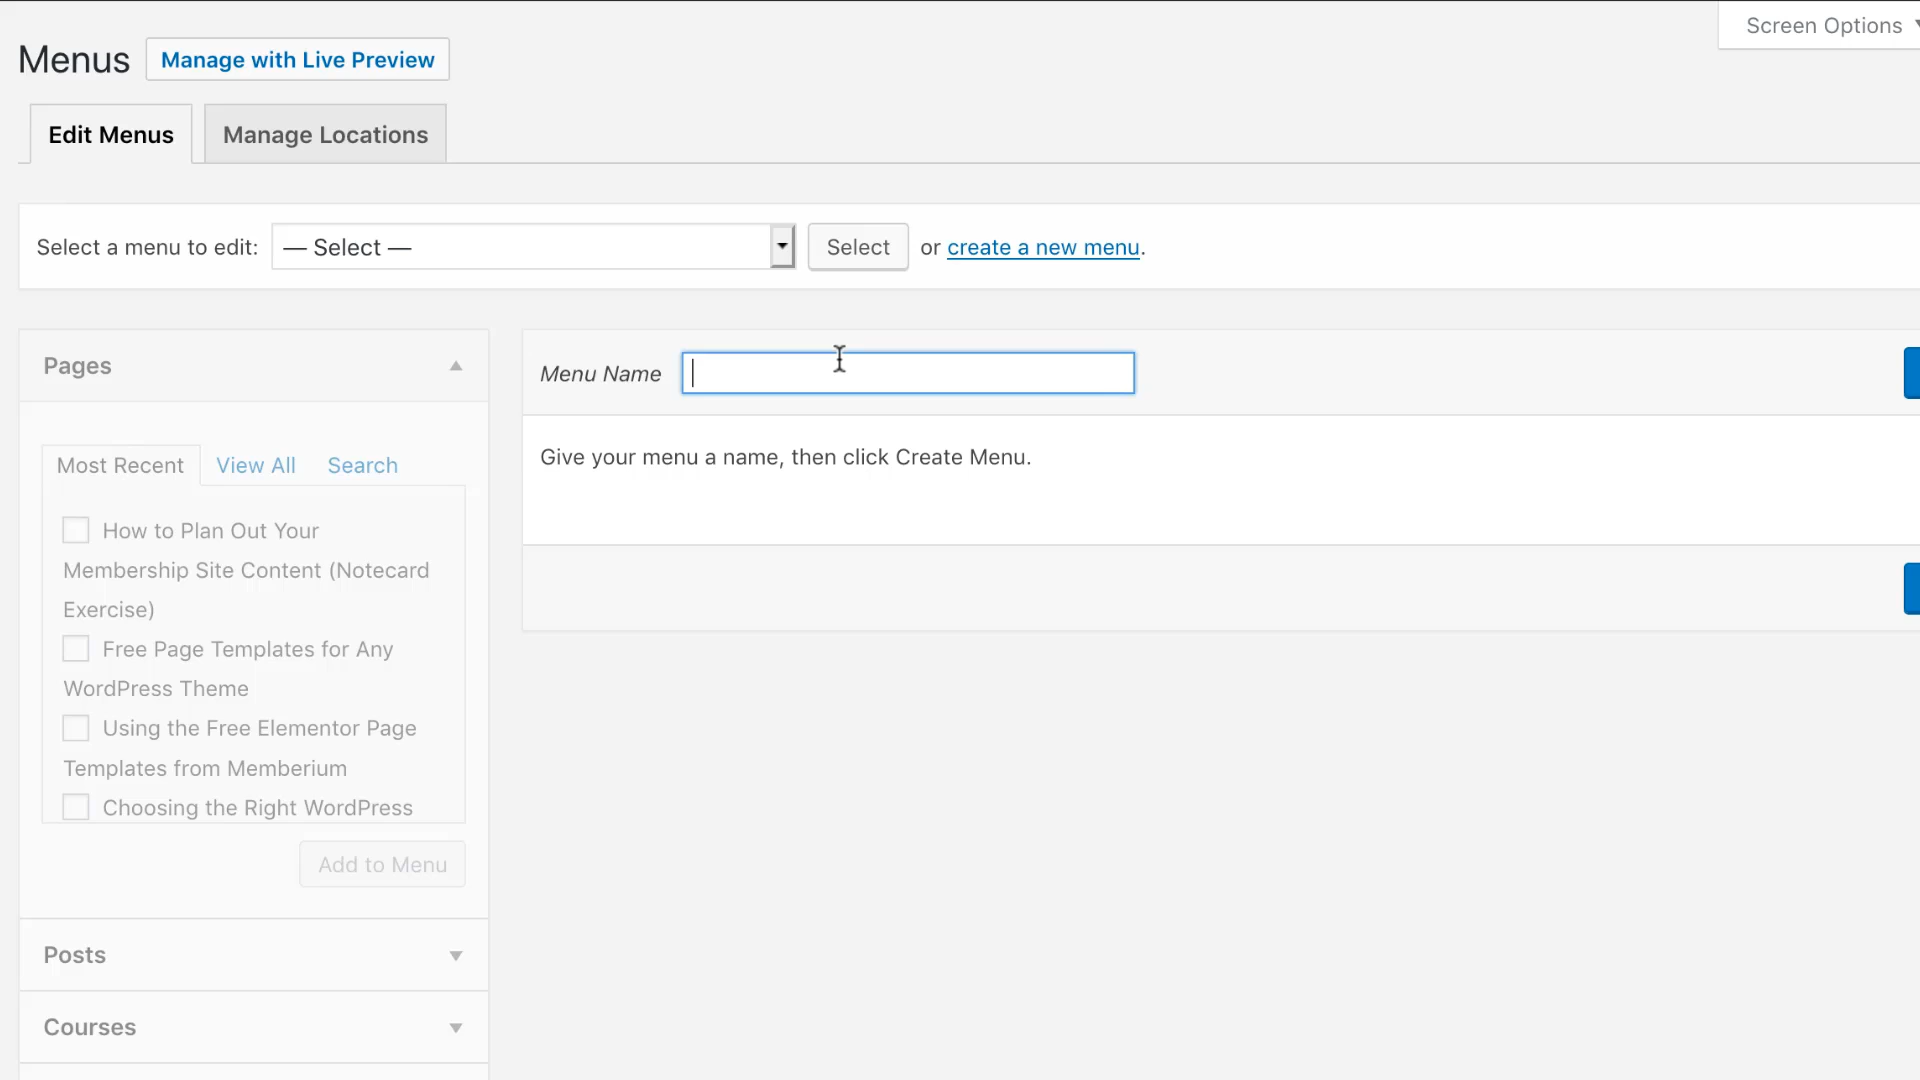 Screen Options
Menus Manage with Live Preview
Edit Menus Manage Locations
Select a menu to edit: — Select — Select or create a new menu.
Pages
Menu Name
Give your menu a name, then click Create Menu.
Most Recent View All Search
How to Plan Out Your
Membership Site Content (Notecard
Exercise)
Free Page Templates for Any
WordPress Theme
Using the Free Elementor Page
Templates from Memberium
Choosing the Right WordPress
Add to Menu
Posts
Courses